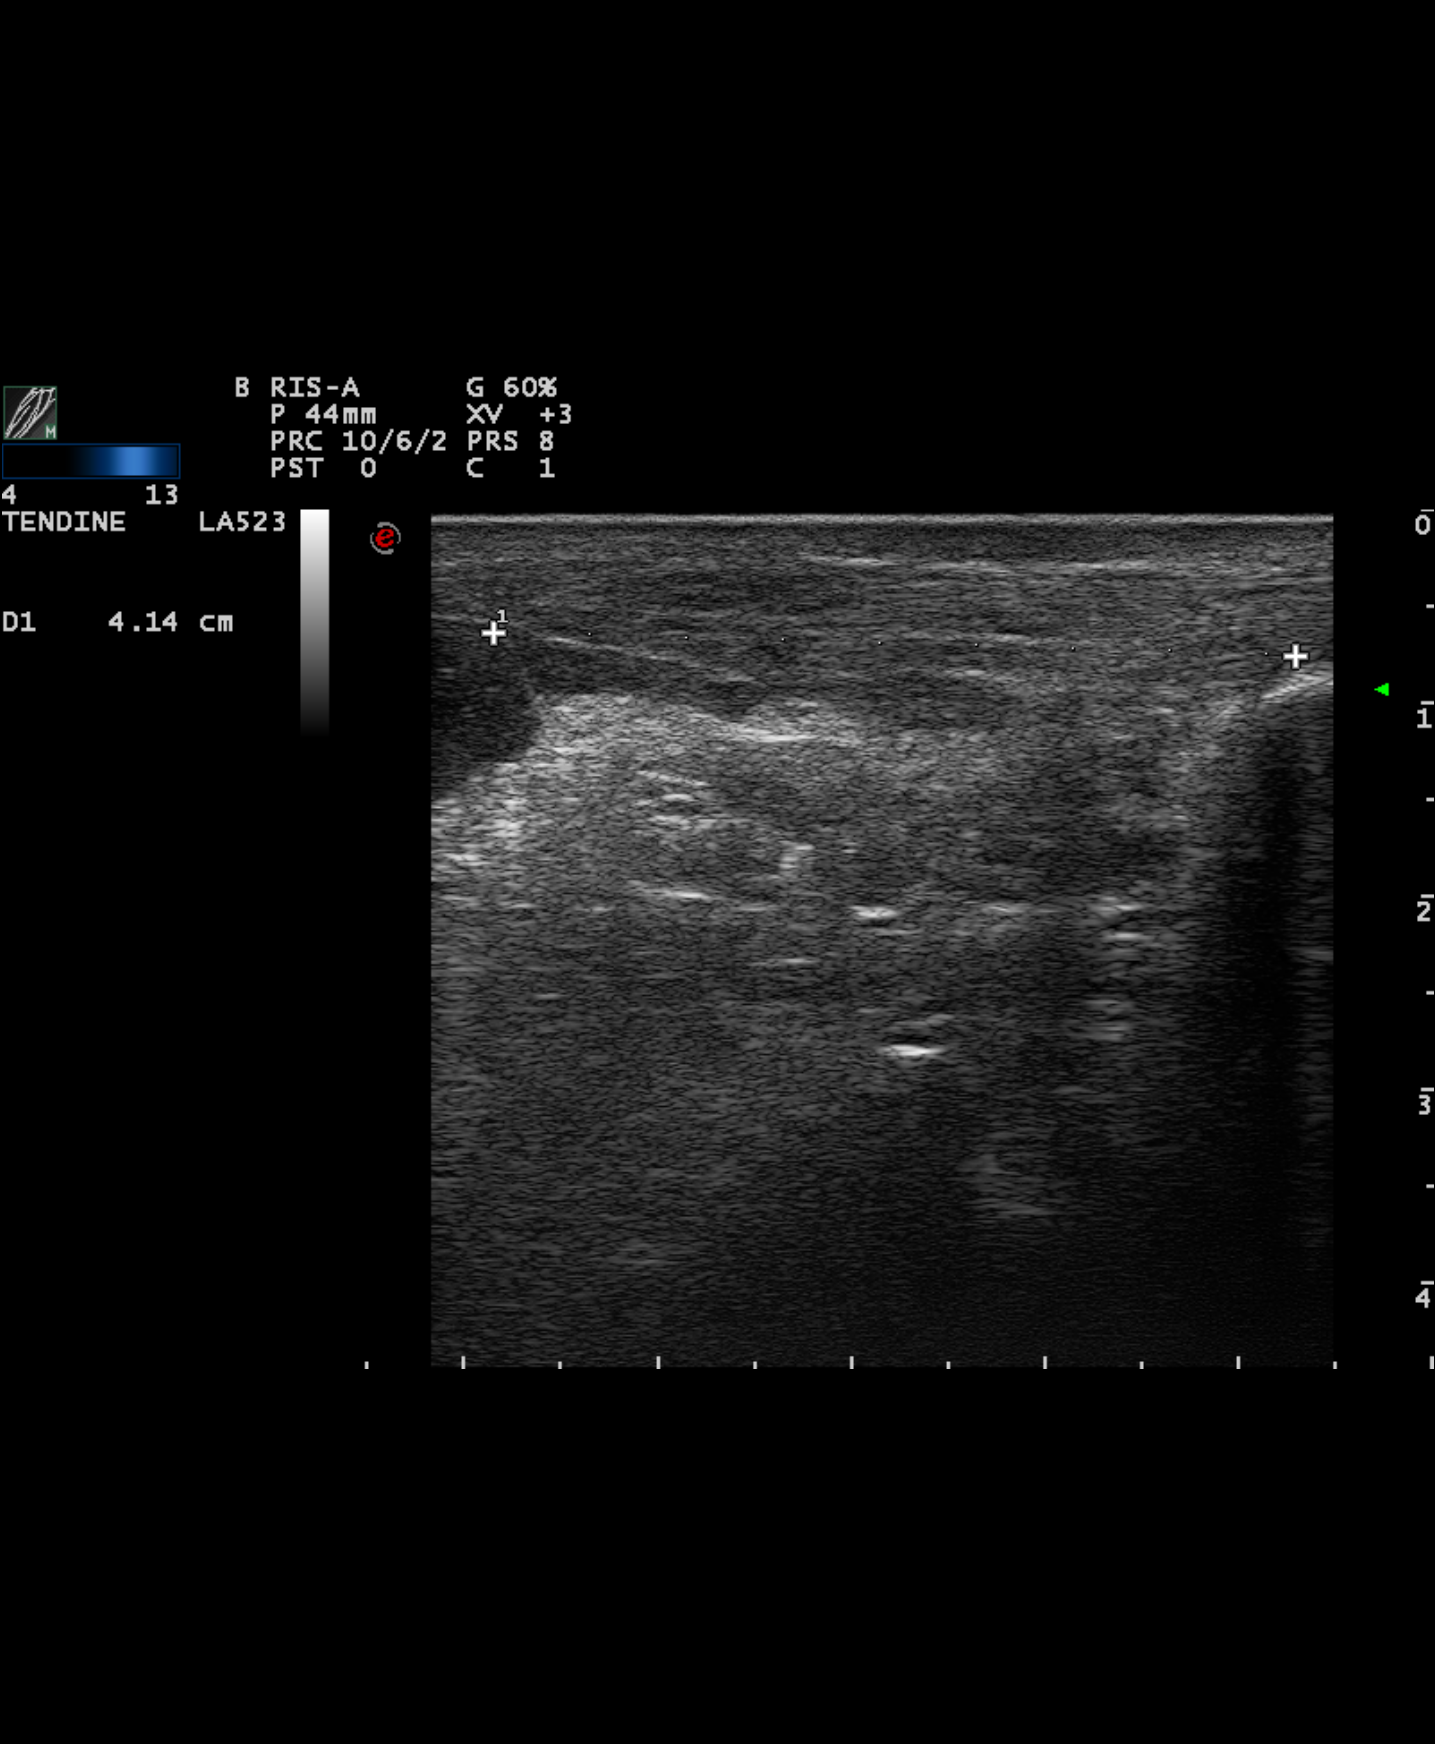 B RIS-A G 60%
P 44mm XV +3
PRC 10/6/2 PRS 8
PST 0 C 1
M
4 13
TENDINE LA523
e
D1 4.14 cm
1
0
1
2
3
4